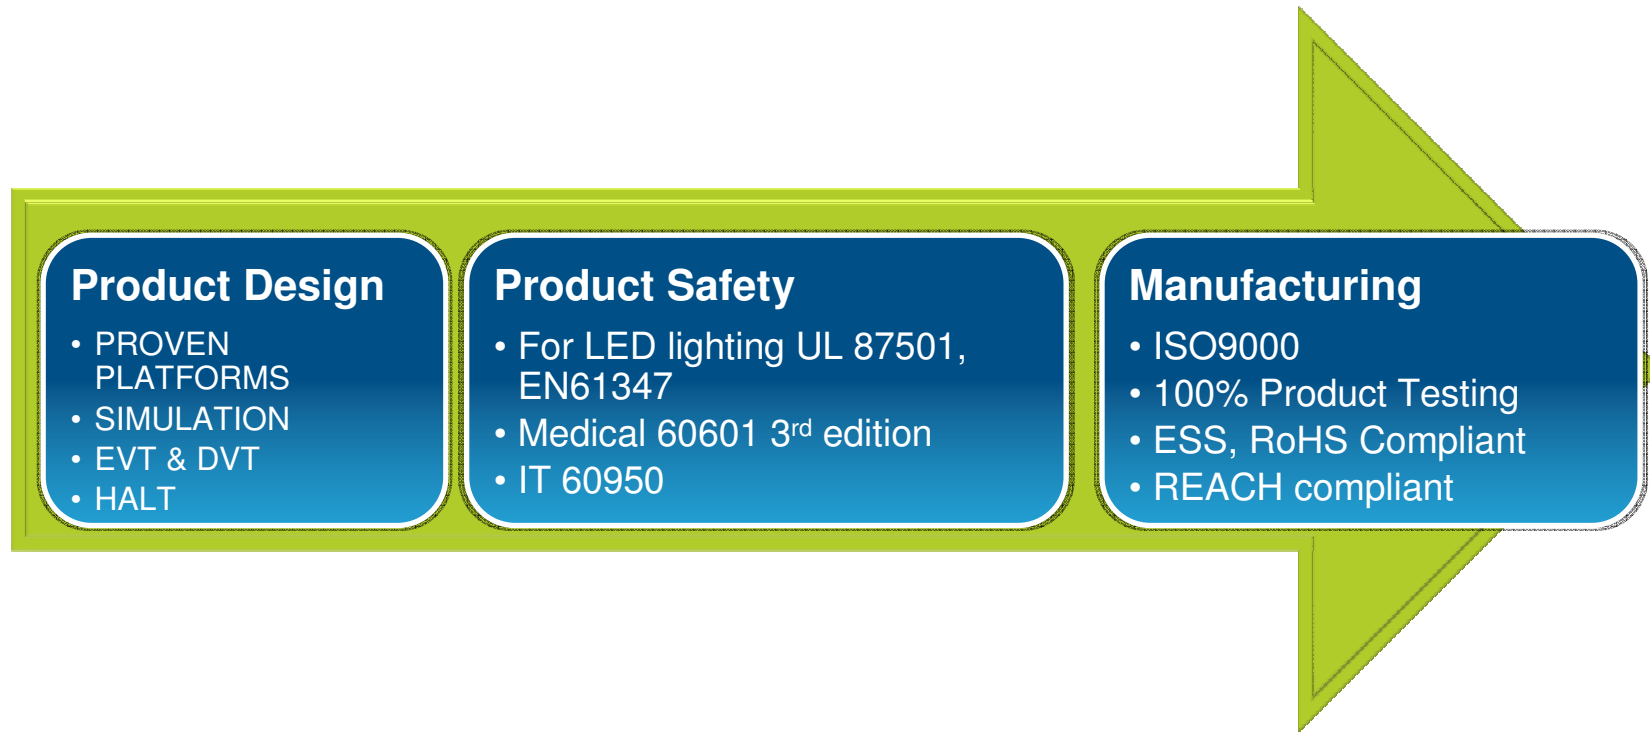 Product Design
• PROVEN
PLATFORMS
• SIMULATION
• EVT & DVT
• HALT
Product Safety
• For LED lighting UL 87501,
EN61347
• Medical 60601 3rd edition
• IT 60950
Manufacturing
• ISO9000
• 100% Product Testing
• ESS, RoHS Compliant
• REACH compliant